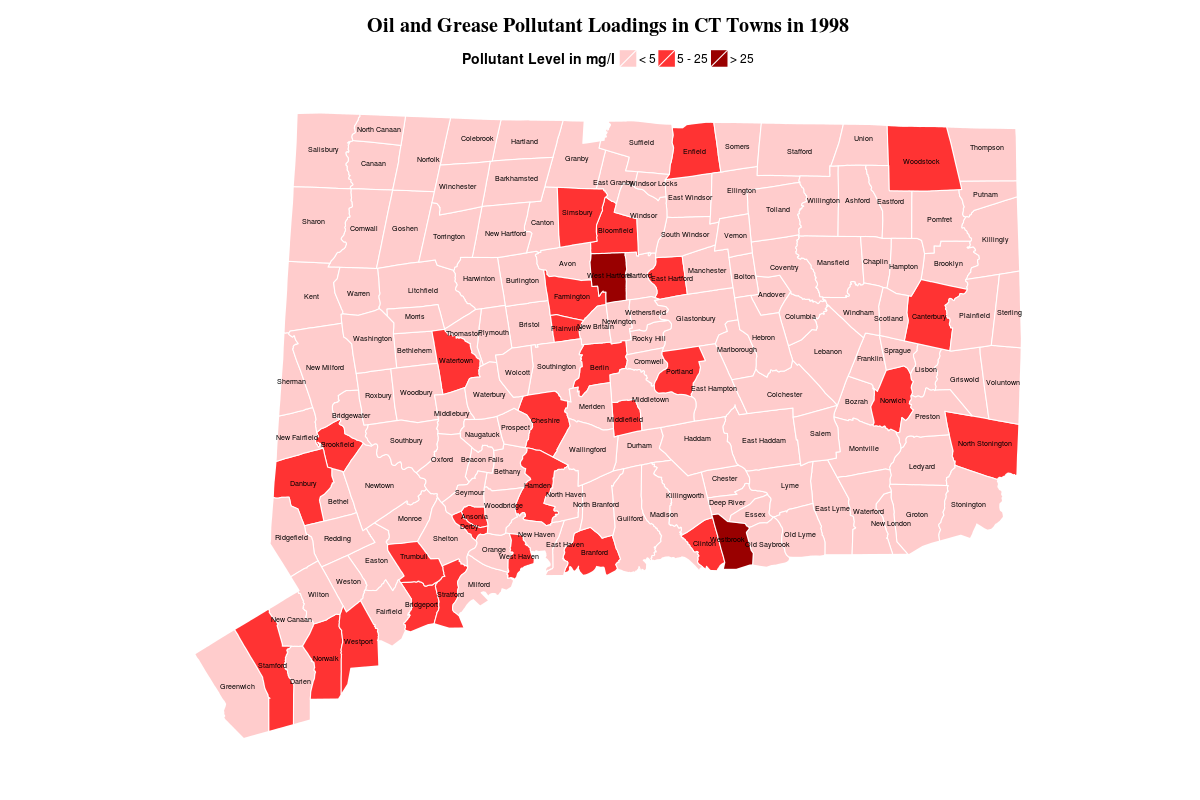 Oil and Grease Pollutant Loadings in CT Towns in 1998
Pollutant Level in mg/l < 5 5 - 25 > 25
North Canaan
Colebrook
Hartland
Suffield
Enfield
Somers
Stafford
Union
Woodstock
Thompson
Salisbury
Canaan
Norfolk
Granby
Winchester
Barkhamsted
East Granby
Windsor Locks
East Windsor
Ellington
Tolland
Willington
Ashford
Eastford
Putnam
Sharon
Cornwall
Goshen
Torrington
New Hartford
Canton
Simsbury
Bloomfield
Windsor
South Windsor
Vernon
Pomfret
Killingly
Kent
Warren
Litchfield
Harwinton
Burlington
Avon
West Hartford
Hartford
East Hartford
Manchester
Bolton
Coventry
Mansfield
Chaplin
Hampton
Brooklyn
Farmington
Andover
Morris
Thomaston
Plymouth
Bristol
Plainville
New Britain
Newington
Wethersfield
Glastonbury
Columbia
Windham
Scotland
Canterbury
Plainfield
Sterling
Washington
Bethlehem
Watertown
Rocky Hill
Hebron
Marlborough
Lebanon
Franklin
Sprague
Sherman
New Milford
Roxbury
Woodbury
Waterbury
Wolcott
Southington
Berlin
Cromwell
Portland
East Hampton
Colchester
Bozrah
Norwich
Lisbon
Griswold
Voluntown
Preston
Bridgewater
Middlebury
Naugatuck
Prospect
Cheshire
Meriden
Middletown
Middlefield
New Fairfield
Brookfield
Southbury
Oxford
Beacon Falls
Bethany
Wallingford
Durham
Haddam
East Haddam
Salem
Montville
North Stonington
Ledyard
Danbury
Bethel
Newtown
Seymour
Woodbridge
Hamden
North Haven
North Branford
Guilford
Madison
Killingworth
Chester
Deep River
Essex
Lyme
East Lyme
Waterford
New London
Groton
Stonington
Ridgefield
Redding
Monroe
Ansonia
Derby
Shelton
Orange
New Haven
West Haven
East Haven
Branford
Clinton
Westbrook
Old Saybrook
Old Lyme
Easton
Trumbull
Weston
Wilton
Milford
Stratford
Bridgeport
Fairfield
New Canaan
Westport
Norwalk
Stamford
Darien
Greenwich